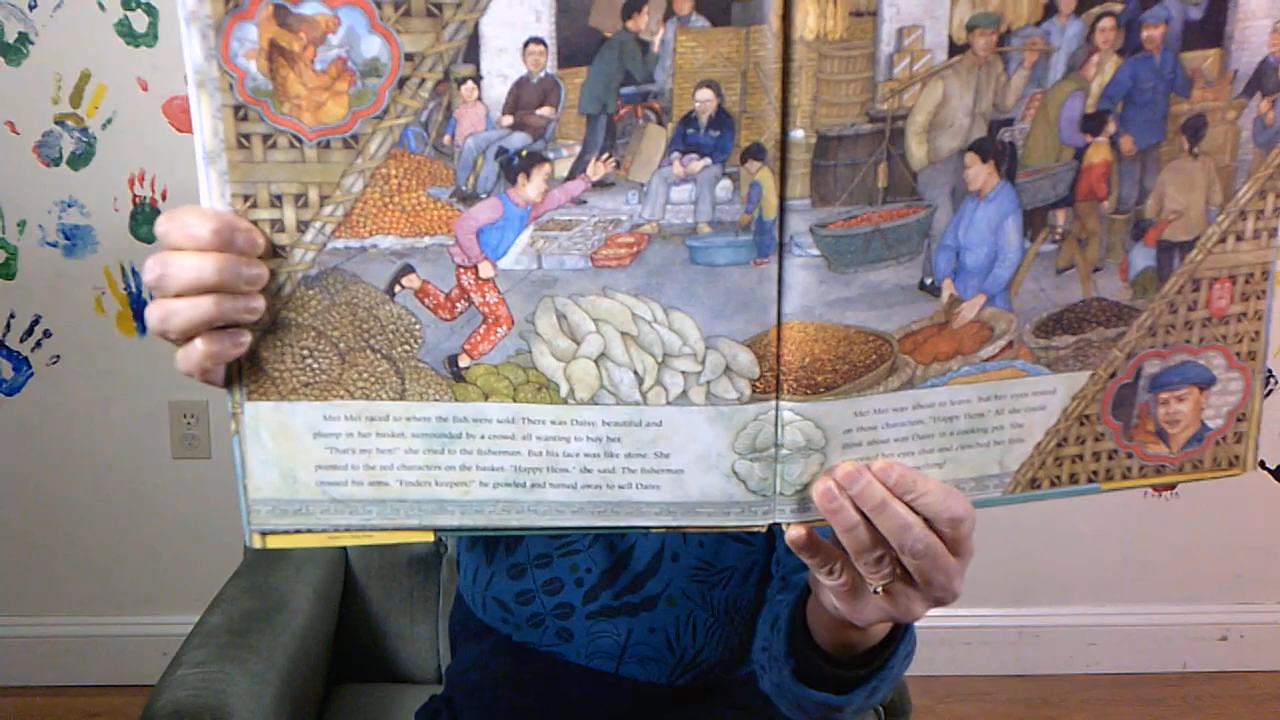 Mei Mei raced to where the fish were sold. There was Daisy, beautiful and
plump in her basket, surrounded by a crowd, all wanting to buy her.
"That's my hen!" she cried to the fisherman. But his face was like stone. She
pointed to the red characters on the basket. "Happy Hens," she said. The fisherman
crossed his arms. "Finders keepers!" he growled and turned away to sell Daisy.
Mei Mei was about to leave. But her eyes rested
on those characters, "Happy Hens." All she could
think about was Daisy in a cooking pot. She
her eyes shut and clenched her fists.